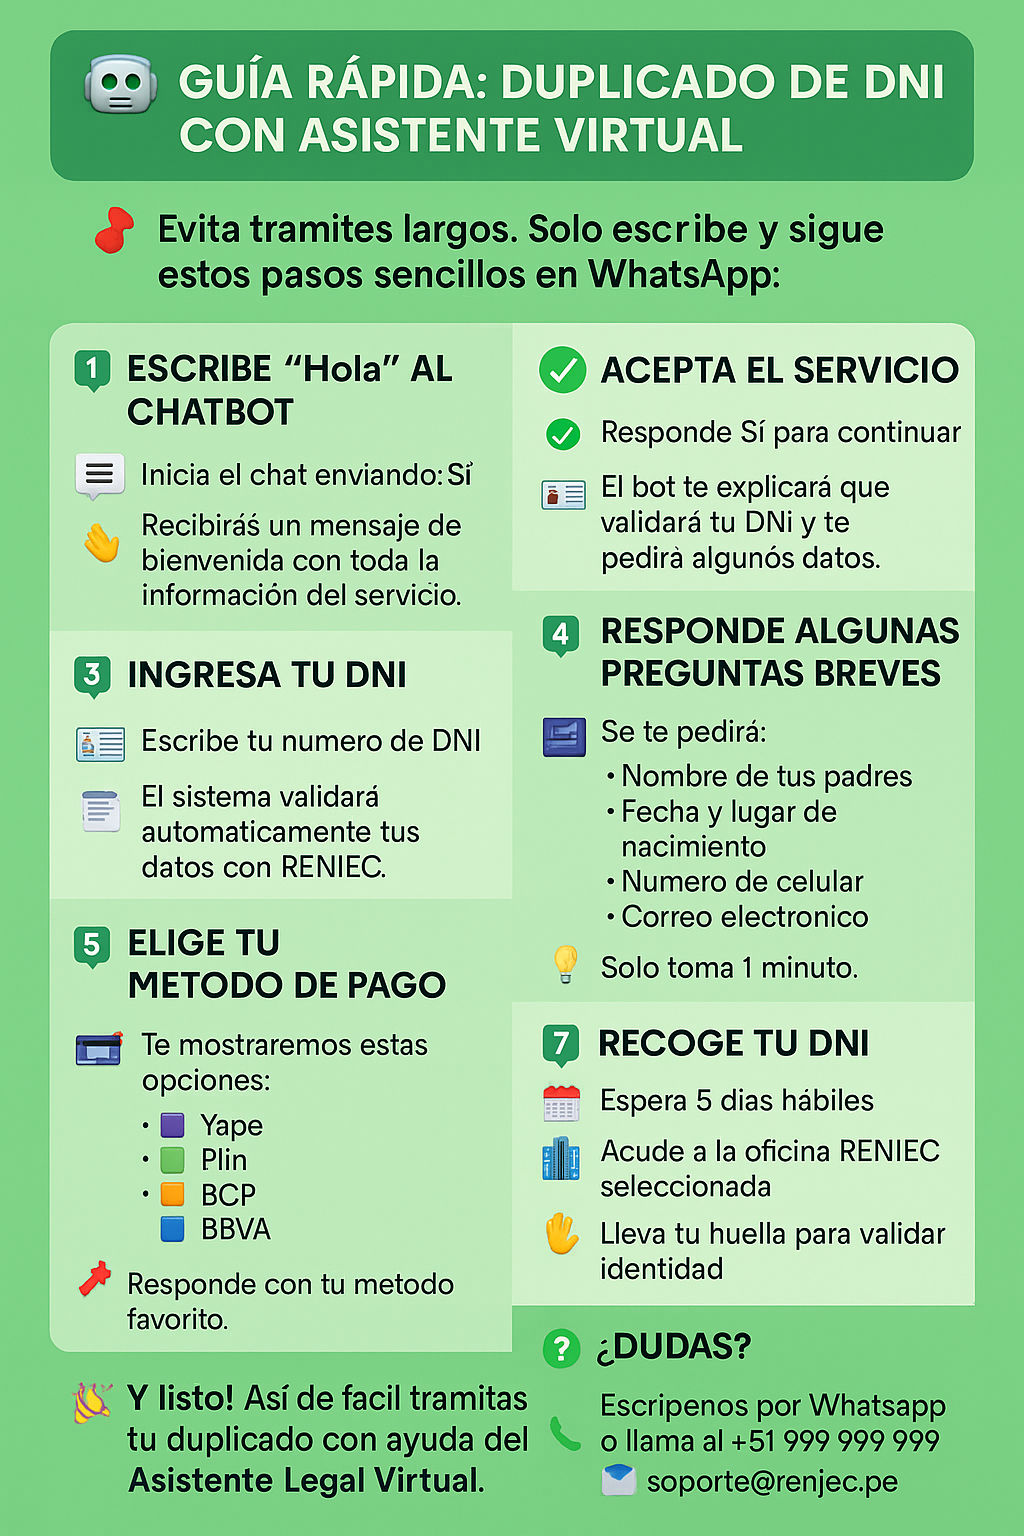 GUÍA RÁPIDA: DUPLICADO DE DNI
CON ASISTENTE VIRTUAL
Evita tramites largos. Solo escribe y sigue
estos pasos sencillos en WhatsApp:
1 ESCRIBE “Hola” AL
CHATBOT
Inicia el chat enviando: Sí
Recibiráś un mensaje de
bienvenida con toda la
información del servicio.
ACEPTA EL SERVICIO
Responde Sí para continuar
El bot te explicará que
validará tu DNi y te
pedirà algunós datos.
3 INGRESA TU DNI
Escribe tu numero de DNI
El sistema validará
automaticamente tus
datos con RENIEC.
4 RESPONDE ALGUNAS
PREGUNTAS BREVES
Se te pedirá:
• Nombre de tus padres
• Fecha y lugar de
nacimiento
• Numero de celular
• Correo electronico
Solo toma 1 minuto.
5 ELIGE TU
METODO DE PAGO
Te mostraremos estas
opciones:
• Yape
• Plin
• BCP
BBVA
Responde con tu metodo
favorito.
7 RECOGE TU DNI
Espera 5 dias hábiles
Acude a la oficina RENIEC
seleccionada
Lleva tu huella para validar
identidad
Y listo! Así de facil tramitas
tu duplicado con ayuda del
Asistente Legal Virtual.
¿DUDAS?
Escripenos por Whatsapp
o llama al +51 999 999 999
soporte@renjec.pe